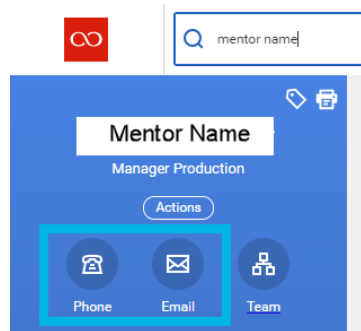 mentor name
Mentor Name
Manager Production
Actions
Phone Email Team